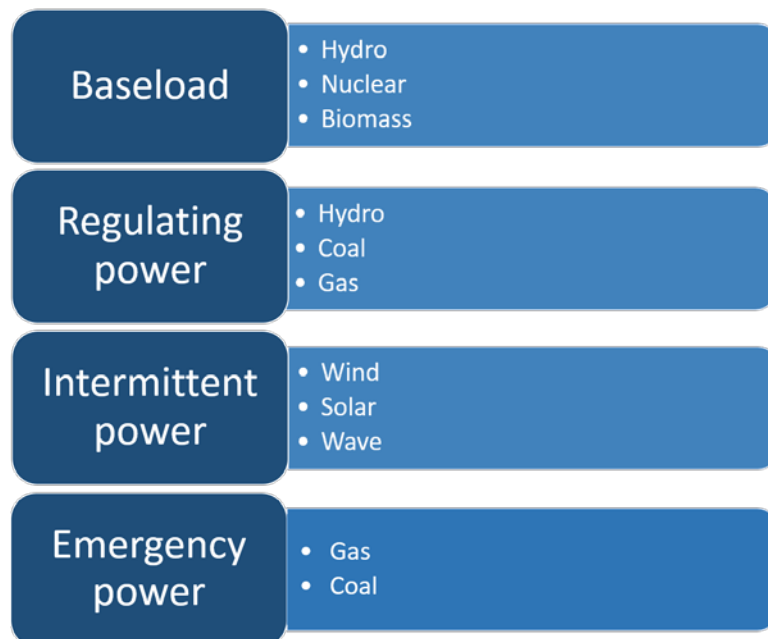 Baseload
• Hydro
• Nuclear
• Biomass
Regulating
power
• Hydro
• Coal
• Gas
Intermittent
power
• Wind
• Solar
• Wave
Emergency
power
• Gas
• Coal